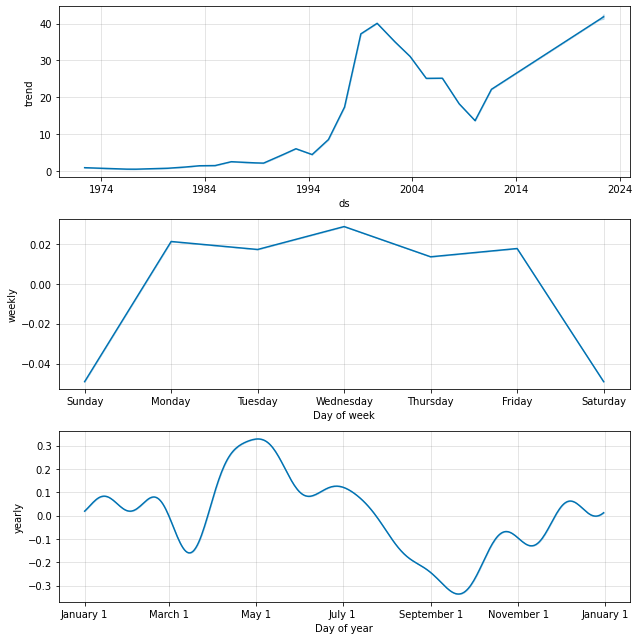 40
30
20
10
0
trend
1974 1984 1994 2004 2014 2024
ds
0.02
0.00
−0.02
−0.04
weekly
Sunday Monday Tuesday Wednesday Thursday Friday Saturday
Day of week
0.3
0.2
0.1
0.0
−0.1
−0.2
−0.3
yearly
January 1 March 1 May 1 July 1 September 1 November 1 January 1
Day of year